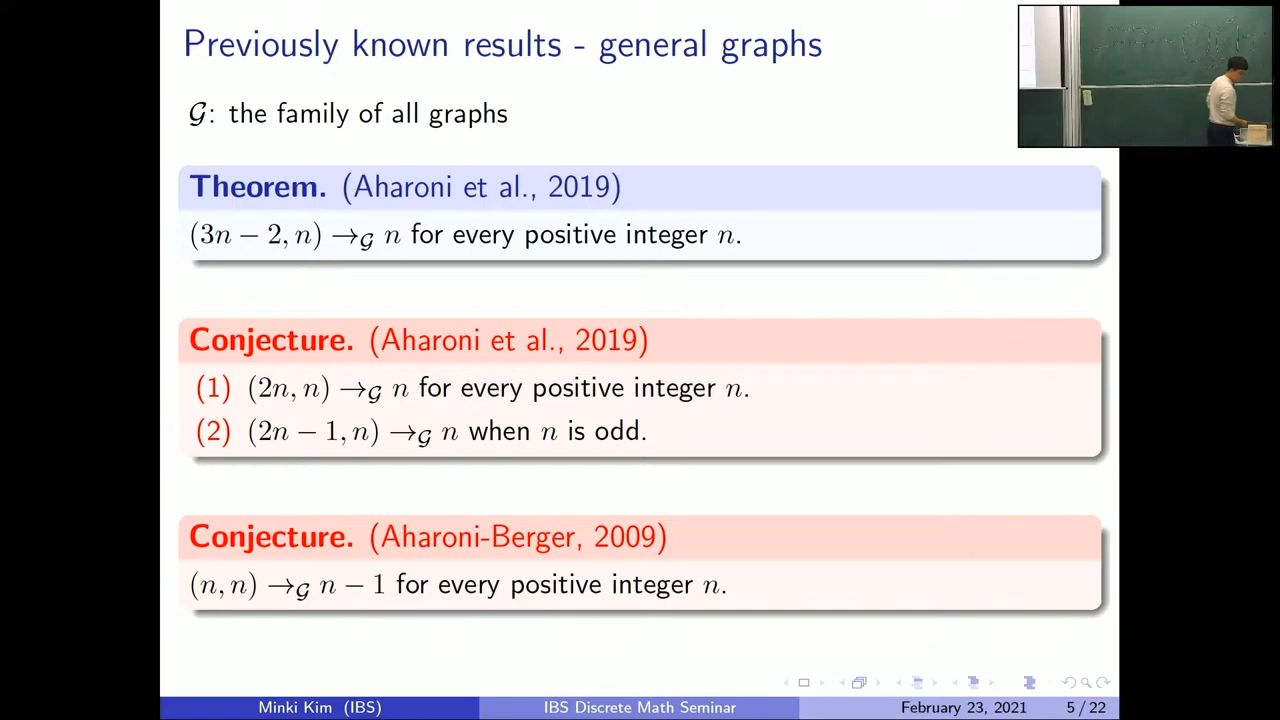 Previously known results - general graphs
𝒢: the family of all graphs
Theorem. (Aharoni et al., 2019)
(3n − 2, n) →𝒢 n for every positive integer n.
Conjecture. (Aharoni et al., 2019)
(1) (2n, n) →𝒢 n for every positive integer n.
(2) (2n − 1, n) →𝒢 n when n is odd.
Conjecture. (Aharoni-Berger, 2009)
(n, n) →𝒢 n − 1 for every positive integer n.
Minki Kim (IBS) IBS Discrete Math Seminar February 23, 2021 5 / 22